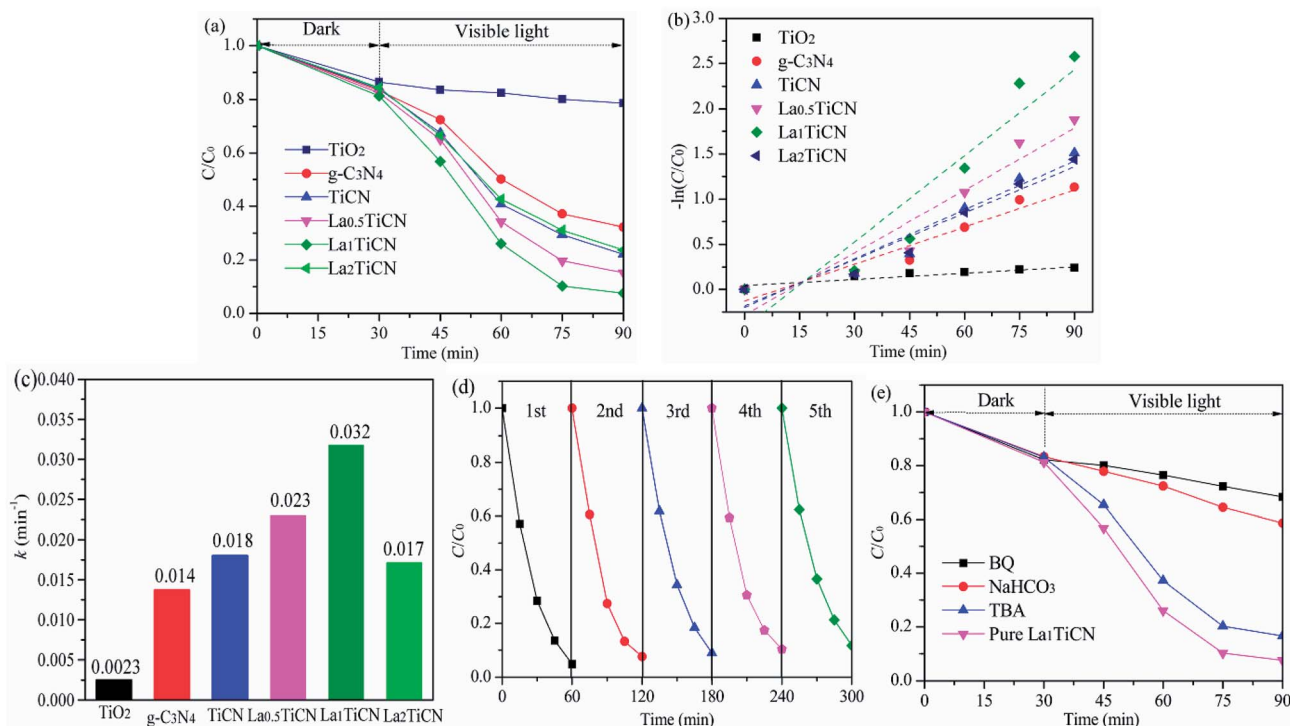 (a)
Dark
Visible light
1.0
0.8
0.6
0.4
0.2
0.0
C/C₀
TiO₂
g-C₃N₄
TiCN
La₀.₅TiCN
La₁TiCN
La₂TiCN
0 30 45 60 75 90
Time (min)
(b)
3.0
2.5
2.0
1.5
1.0
0.5
0.0
-ln(C/C₀)
TiO₂
g-C₃N₄
TiCN
La₀.₅TiCN
La₁TiCN
La₂TiCN
0 15 30 45 60 75 90
Time (min)
(c)
0.040
0.035
0.030
0.025
0.020
0.015
0.010
0.005
0.000
k (min⁻¹)
0.0023
0.014
0.018
0.023
0.032
0.017
TiO₂ g-C₃N₄ TiCN La₀.₅TiCN La₁TiCN La₂TiCN
(d)
1st 2nd 3rd 4th 5th
1.0
0.8
0.6
0.4
0.2
0.0
C/C₀
0 60 120 180 240 300
Time (min)
(e)
Dark
Visible light
1.0
0.8
0.6
0.4
0.2
0.0
C/C₀
BQ
NaHCO₃
TBA
Pure La₁TiCN
0 15 30 45 60 75 90
Time (min)